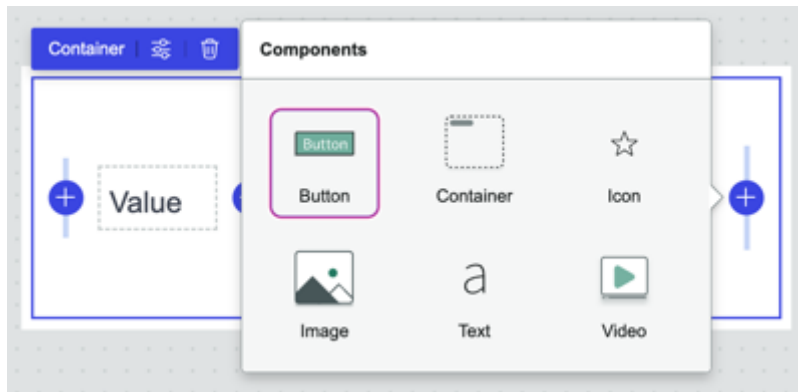 Container
Components
Value
Button
Button
Container
Icon
Image
a
Text
Video